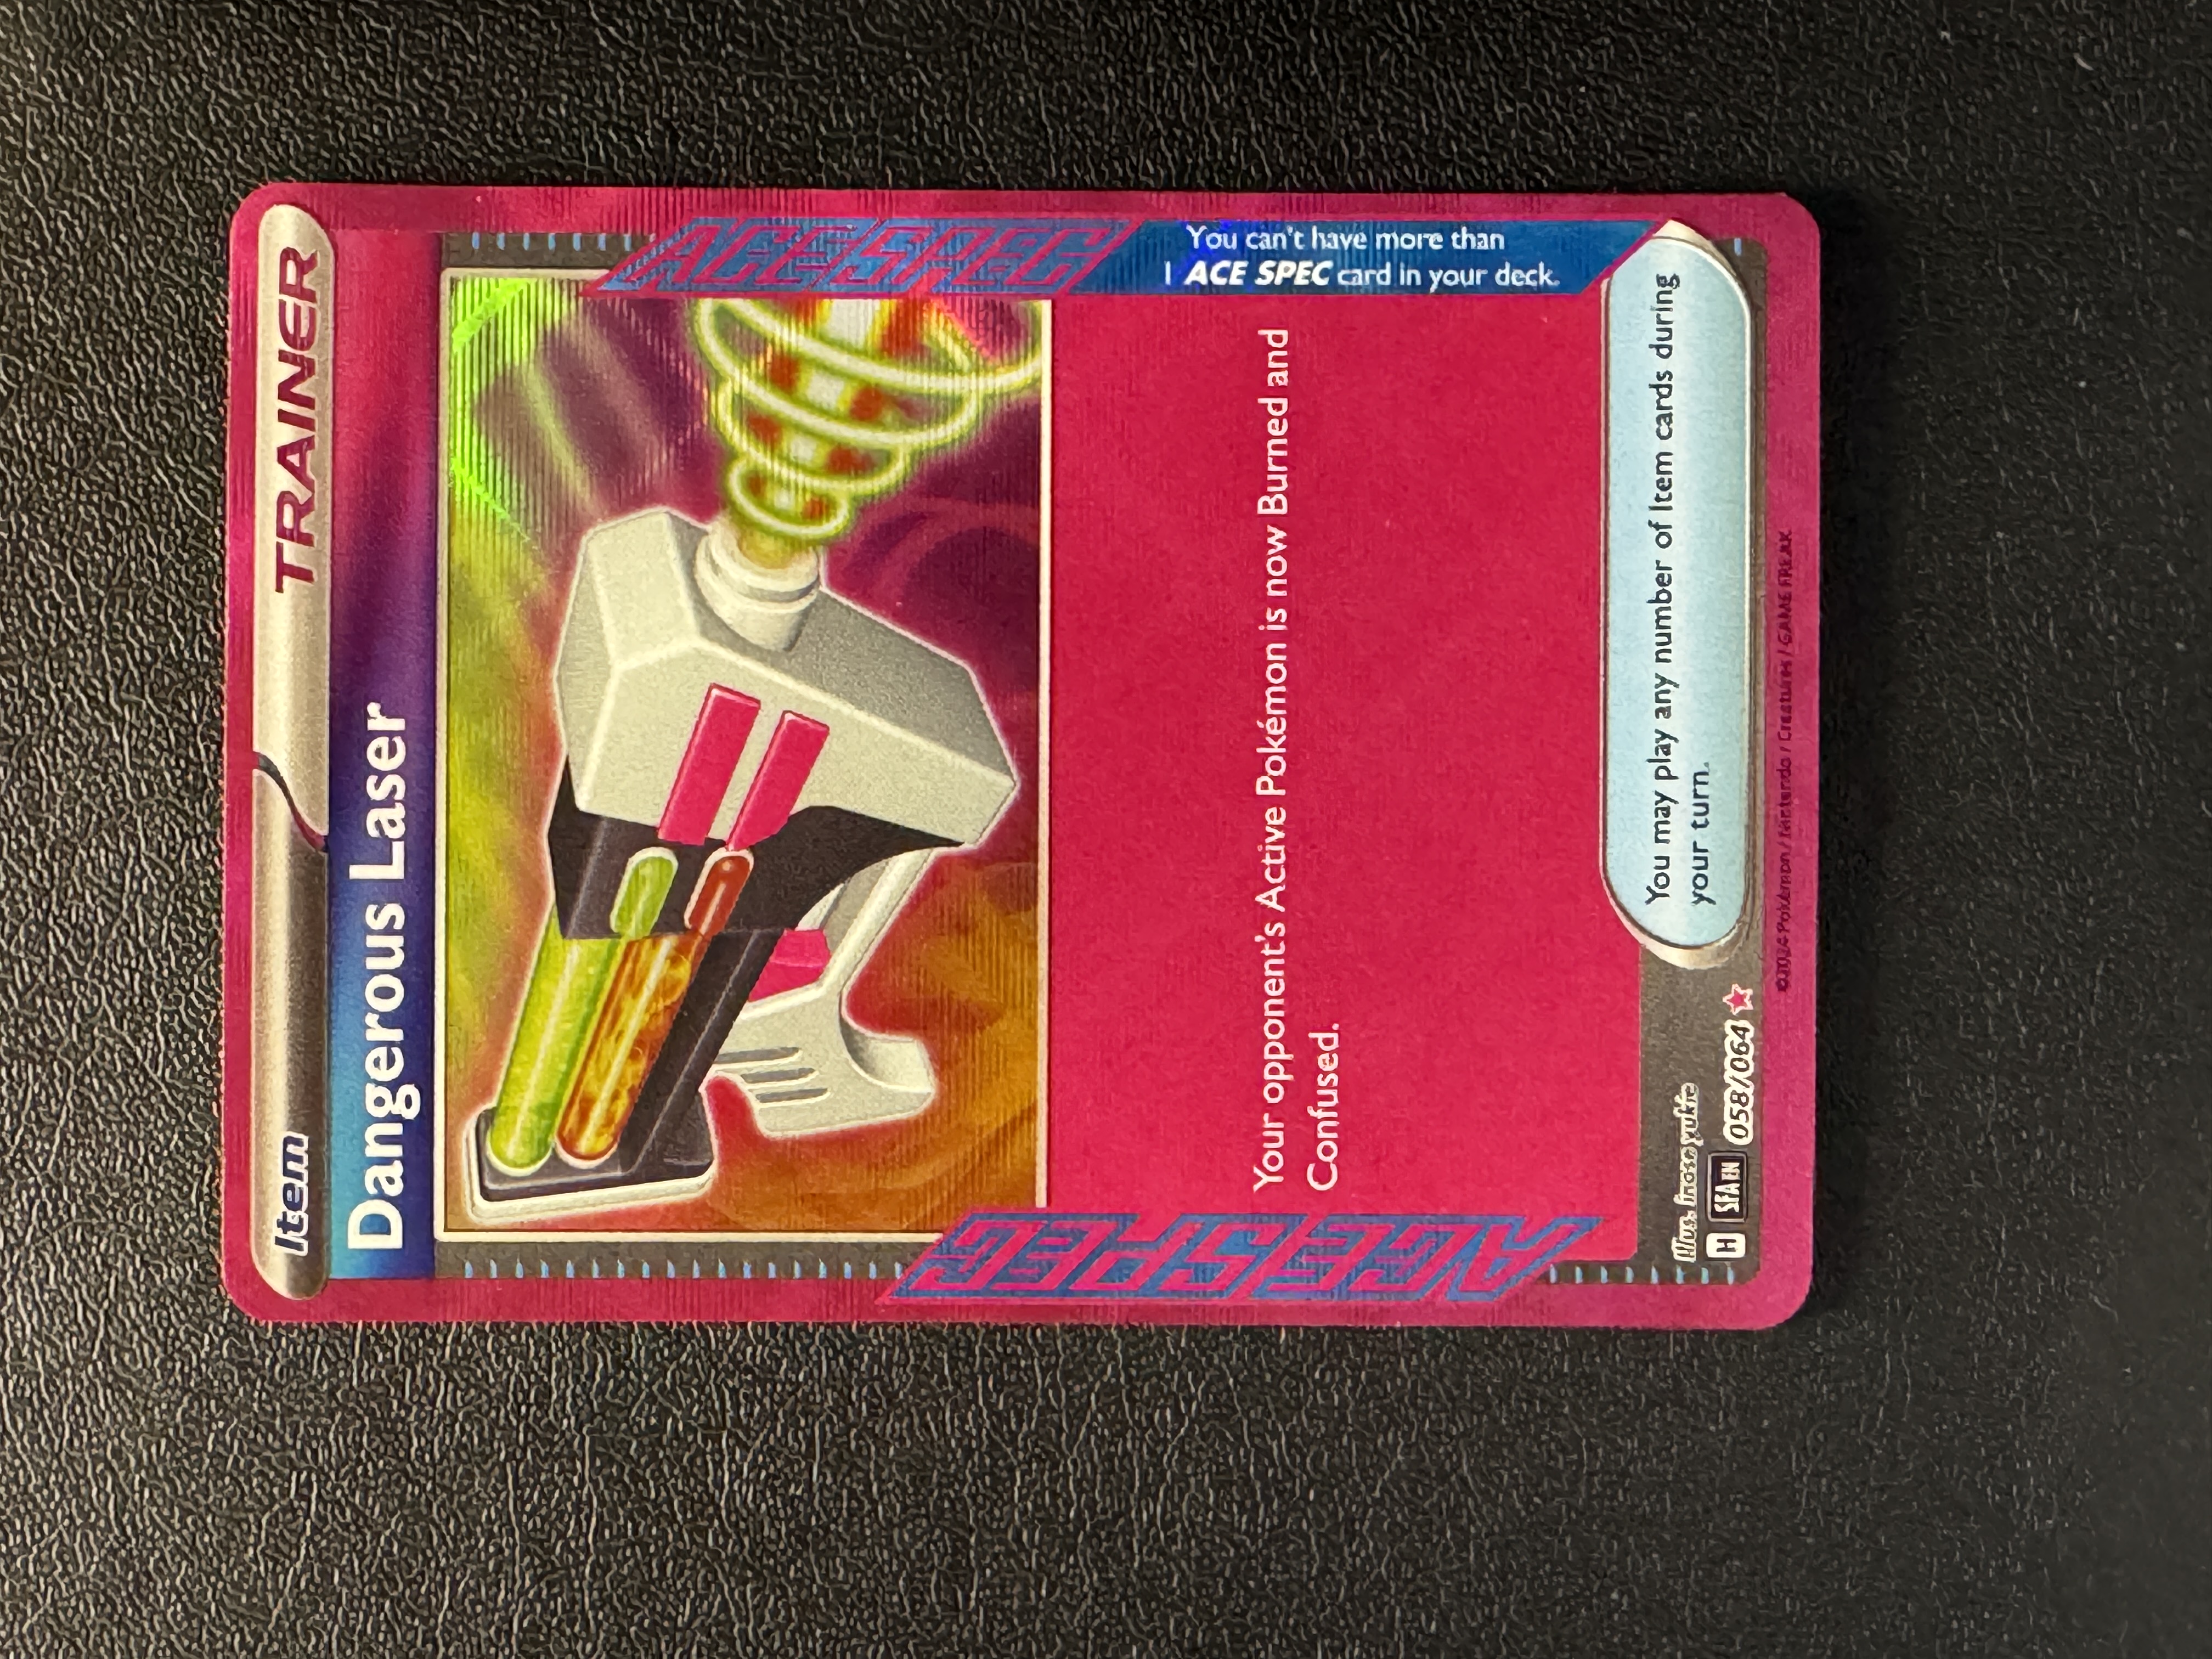 Item
TRAINER
Dangerous Laser
ACE SPEC
You can't have more than
1 ACE SPEC card in your deck.
Your opponent's Active Pokémon is now Burned and
Confused.
ACE SPEC
You may play any number of Item cards during
your turn.
Illus. inose yukie
H SFA EN 058/064
©2024 Pokémon / Nintendo / Creatures / GAME FREAK